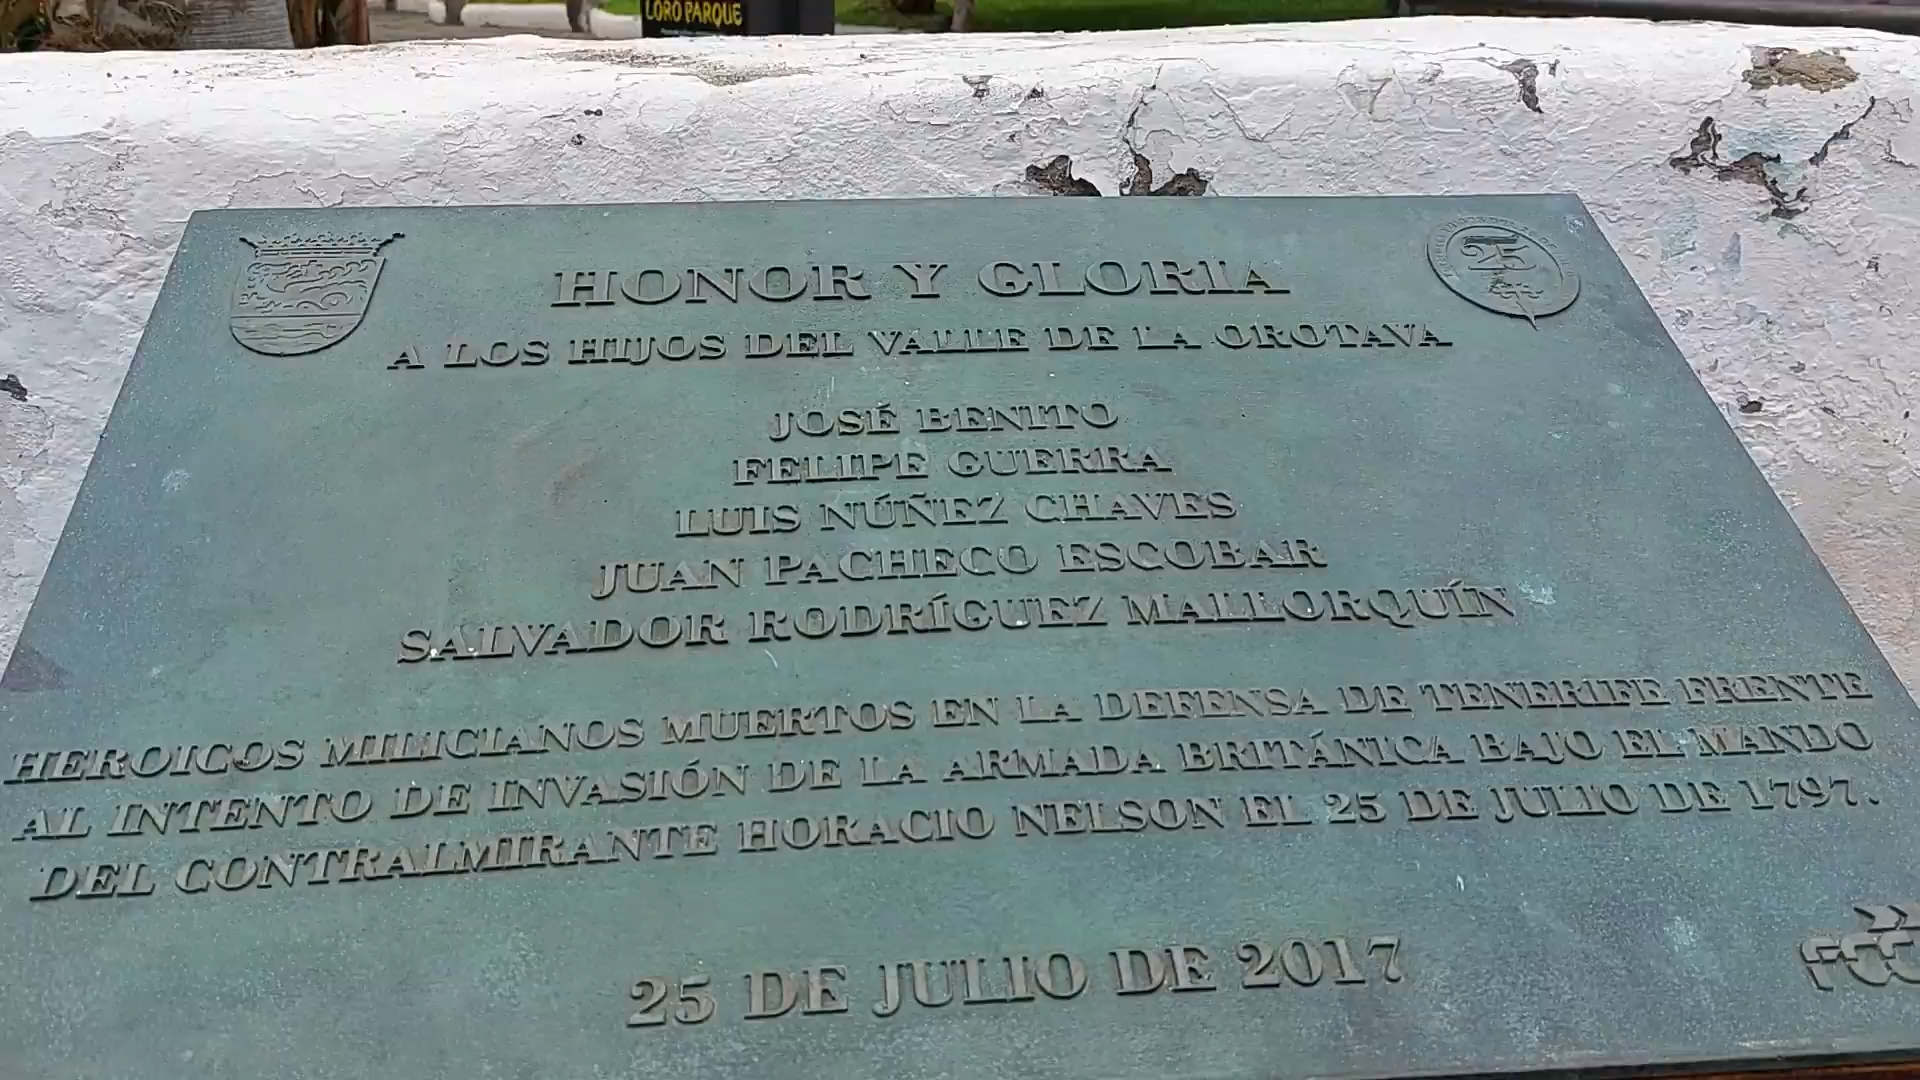 LORO PARQUE
25
HONOR Y GLORIA
A LOS HIJOS DEL VALLE DE LA OROTAVA
JOSÉ BENITO
FELIPE GUERRA
LUIS NÚÑEZ CHAVES
JUAN PACHECO ESCOBAR
SALVADOR RODRÍGUEZ MALLORQUÍN
HEROICOS MILICIANOS MUERTOS EN LA DEFENSA DE TENERIFE FRENTE
AL INTENTO DE INVASIÓN DE LA ARMADA BRITÁNICA BAJO EL MANDO
DEL CONTRALMIRANTE HORACIO NELSON EL 25 DE JULIO DE 1797.
25 DE JULIO DE 2017
FCC